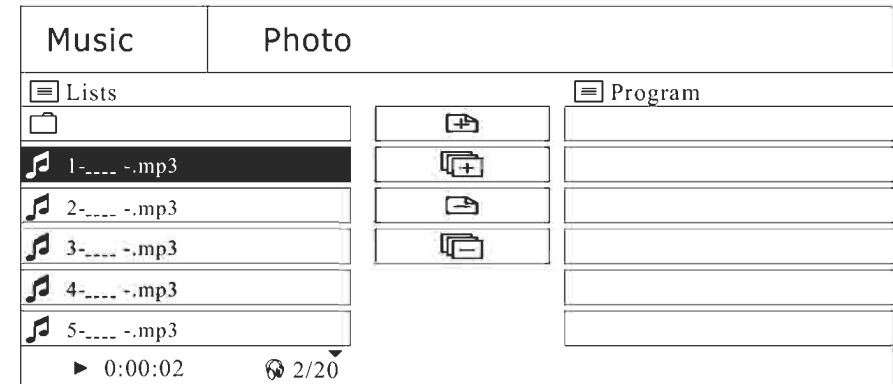 Music Photo
Lists
Program
1-____ -.mp3
2-____ -.mp3
3-____ -.mp3
4-____ -.mp3
5-____ -.mp3
0:00:02 2/20